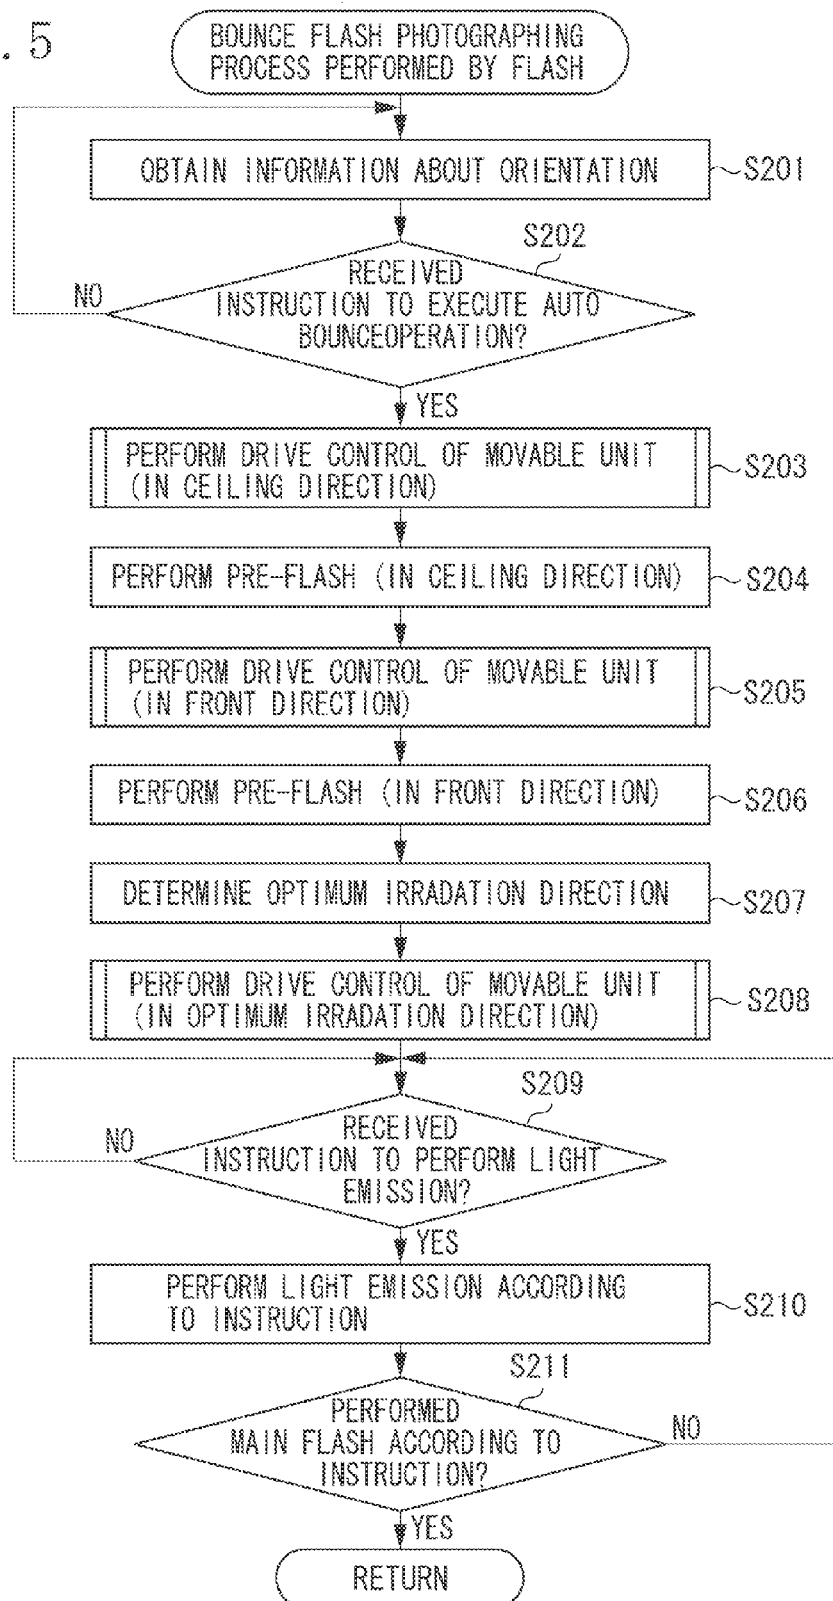 . 5
BOUNCE FLASH PHOTOGRAPHING
PROCESS PERFORMED BY FLASH
OBTAIN INFORMATION ABOUT ORIENTATION
S201
S202
RECEIVED
INSTRUCTION TO EXECUTE AUTO
BOUNCEOPERATION?
NO
YES
PERFORM DRIVE CONTROL OF MOVABLE UNIT
(IN CEILING DIRECTION)
S203
PERFORM PRE-FLASH (IN CEILING DIRECTION)
S204
PERFORM DRIVE CONTROL OF MOVABLE UNIT
(IN FRONT DIRECTION)
S205
PERFORM PRE-FLASH (IN FRONT DIRECTION)
S206
DETERMINE OPTIMUM IRRADATION DIRECTION
S207
PERFORM DRIVE CONTROL OF MOVABLE UNIT
(IN OPTIMUM IRRADATION DIRECTION)
S208
S209
RECEIVED
INSTRUCTION TO PERFORM LIGHT
EMISSION?
NO
YES
PERFORM LIGHT EMISSION ACCORDING
TO INSTRUCTION
S210
S211
PERFORMED
MAIN FLASH ACCORDING TO
INSTRUCTION?
NO
YES
RETURN